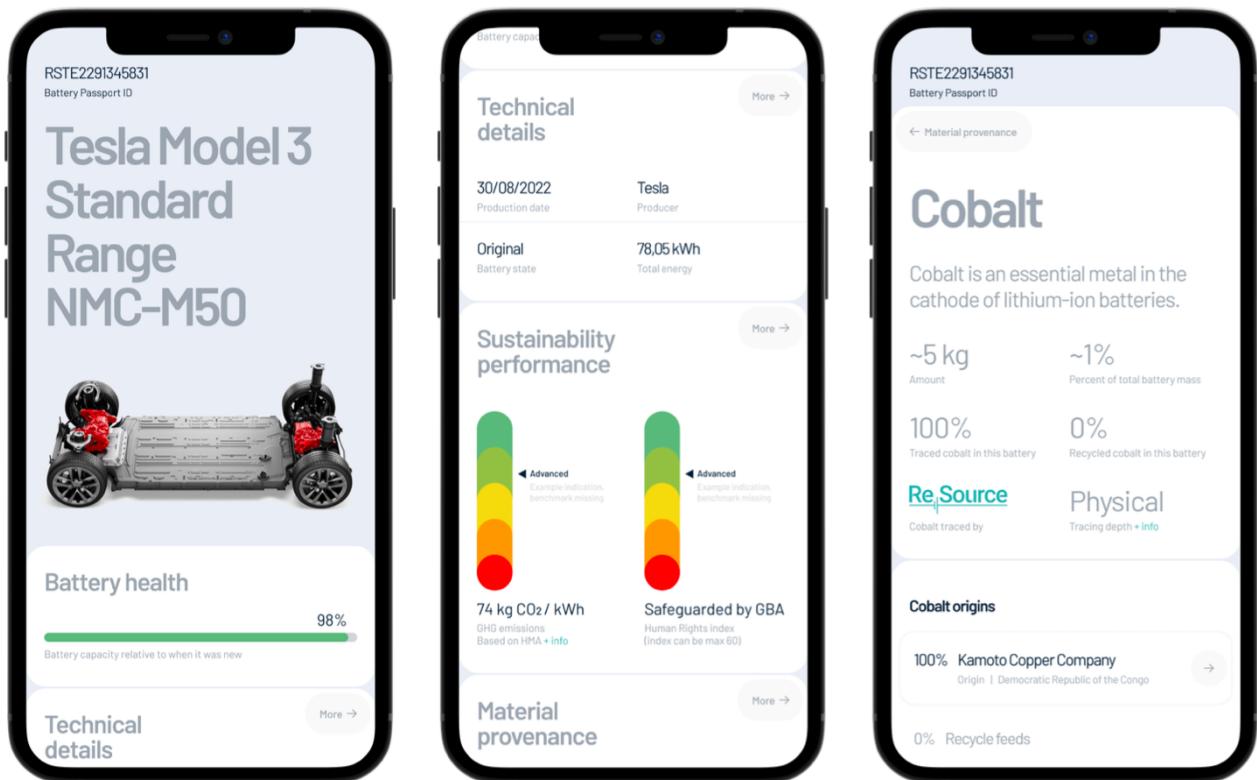 RSTE2291345831
Battery Passport ID
Tesla Model 3
Standard
Range
NMC-M50
Battery health
98%
Battery capacity relative to when it was new
Technical
details
More →
Battery capac
Technical
details
More →
30/08/2022
Production date
Tesla
Producer
Original
Battery state
78,05 kWh
Total energy
Sustainability
performance
More →
◄ Advanced
Example indication,
benchmark missing
◄ Advanced
Example indication,
benchmark missing
74 kg CO₂ / kWh
GHG emissions
Based on HMA + info
Safeguarded by GBA
Human Rights index
(index can be max 60)
Material
provenance
More →
RSTE2291345831
Battery Passport ID
← Material provenance
Cobalt
Cobalt is an essential metal in the
cathode of lithium-ion batteries.
~5 kg
Amount
~1%
Percent of total battery mass
100%
Traced cobalt in this battery
0%
Recycled cobalt in this battery
Re|Source
Cobalt traced by
Physical
Tracing depth + info
Cobalt origins
100% Kamoto Copper Company
Origin | Democratic Republic of the Congo
→
0% Recycle feeds